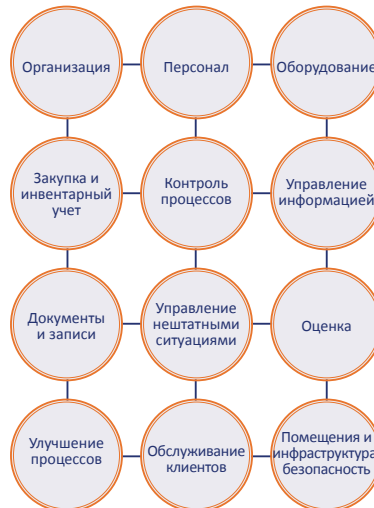 Организация
Персонал
Оборудование
Закупка и
инвентарный
учет
Контроль
процессов
Управление
информацией
Документы
и записи
Управление
нештатными
ситуациями
Оценка
Улучшение
процессов
Обслуживание
клиентов
Помещения и
инфраструктура
безопасность